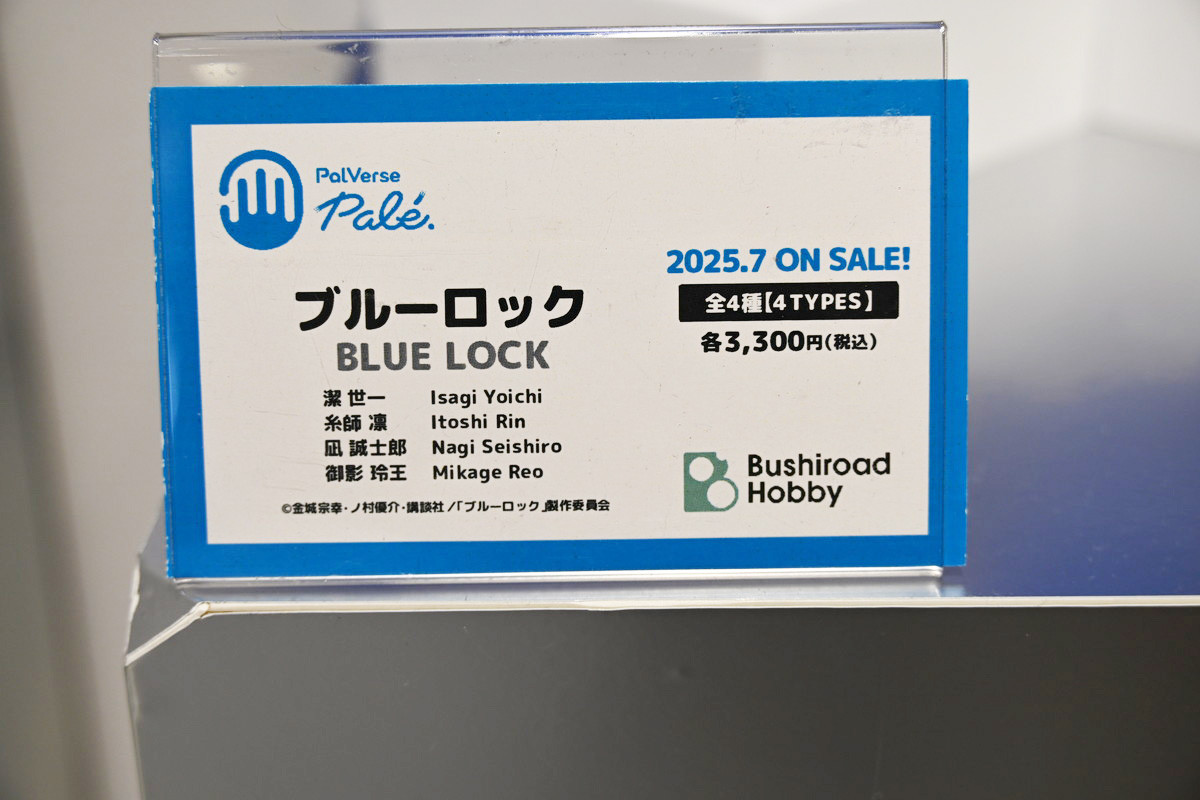 PalVerse
Palé.
2025.7 ON SALE!
全4種【4TYPES】
各3,300円(税込)
ブルーロック
BLUE LOCK
潔 世一 Isagi Yoichi
糸師 凛 Itoshi Rin
凪 誠士郎 Nagi Seishiro
御影 玲王 Mikage Reo
©金城宗幸・ノ村優介・講談社/「ブルーロック」製作委員会
Bushiroad
Hobby